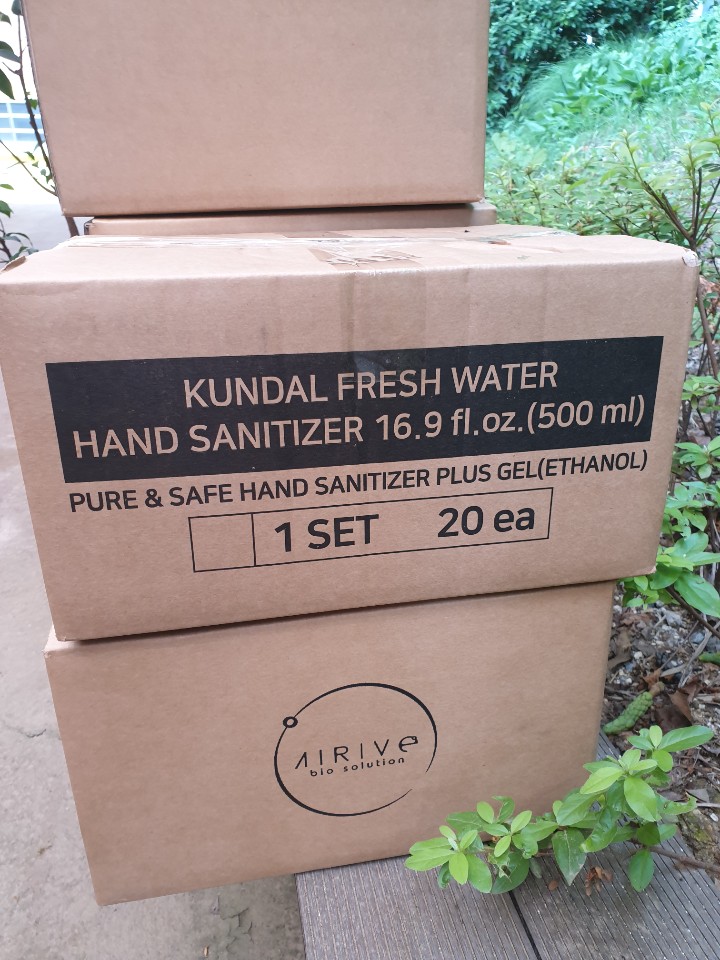 KUNDAL FRESH WATER
HAND SANITIZER 16.9 fl.oz.(500 ml)
PURE & SAFE HAND SANITIZER PLUS GEL(ETHANOL)
1 SET 20 ea
AIRIVe
bio solution